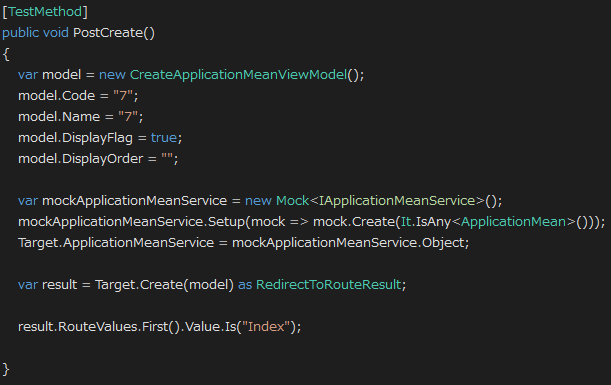 [TestMethod]
public void PostCreate()
{
var model = new CreateApplicationMeanViewModel();
model.Code = "7";
model.Name = "7";
model.DisplayFlag = true;
model.DisplayOrder = "";
var mockApplicationMeanService = new Mock<IApplicationMeanService>();
mockApplicationMeanService.Setup(mock => mock.Create(It.IsAny<ApplicationMean>()));
Target.ApplicationMeanService = mockApplicationMeanService.Object;
var result = Target.Create(model) as RedirectToRouteResult;
result.RouteValues.First().Value.Is("Index");
}